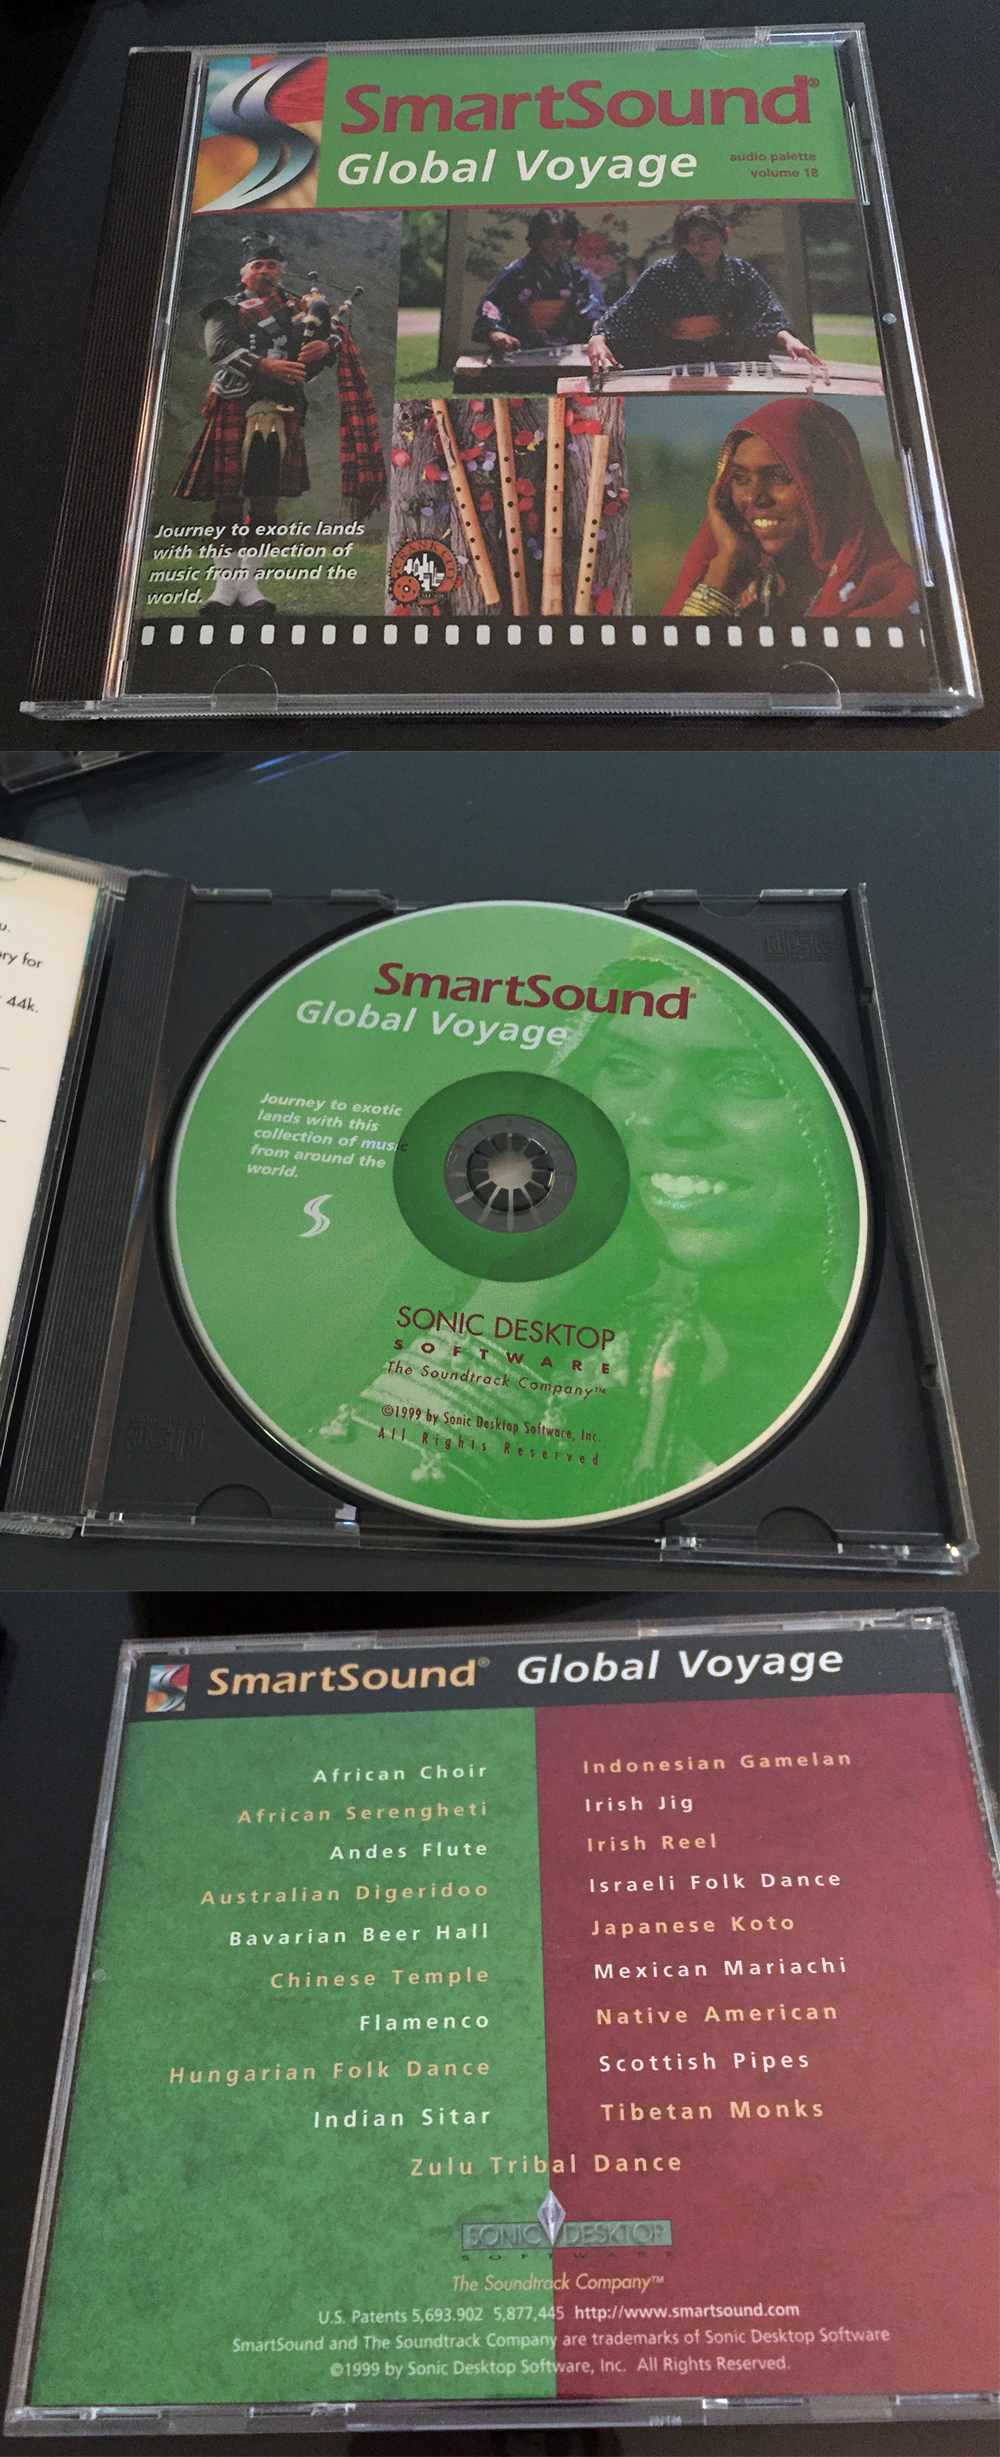 SmartSound®
Global Voyage
audio palette
volume 18
Journey to exotic lands
with this collection of
music from around the
world.
CRANK CITY
MUSIC
u.
ry for
44k.
SmartSound®
Global Voyage
Journey to exotic
lands with this
collection of music
from around the
world.
SONIC DESKTOP
SOFTWARE
The Soundtrack Company™
©1999 by Sonic Desktop Software, Inc.
All Rights Reserved
SmartSound® Global Voyage
African Choir
African Serengheti
Andes Flute
Australian Digeridoo
Bavarian Beer Hall
Chinese Temple
Flamenco
Hungarian Folk Dance
Indian Sitar
Indonesian Gamelan
Irish Jig
Irish Reel
Israeli Folk Dance
Japanese Koto
Mexican Mariachi
Native American
Scottish Pipes
Tibetan Monks
Zulu Tribal Dance
SONIC DESKTOP
SOFTWARE
The Soundtrack Company™
U.S. Patents 5,693.902 5,877,445 http://www.smartsound.com
SmartSound and The Soundtrack Company are trademarks of Sonic Desktop Software
©1999 by Sonic Desktop Software, Inc. All Rights Reserved.